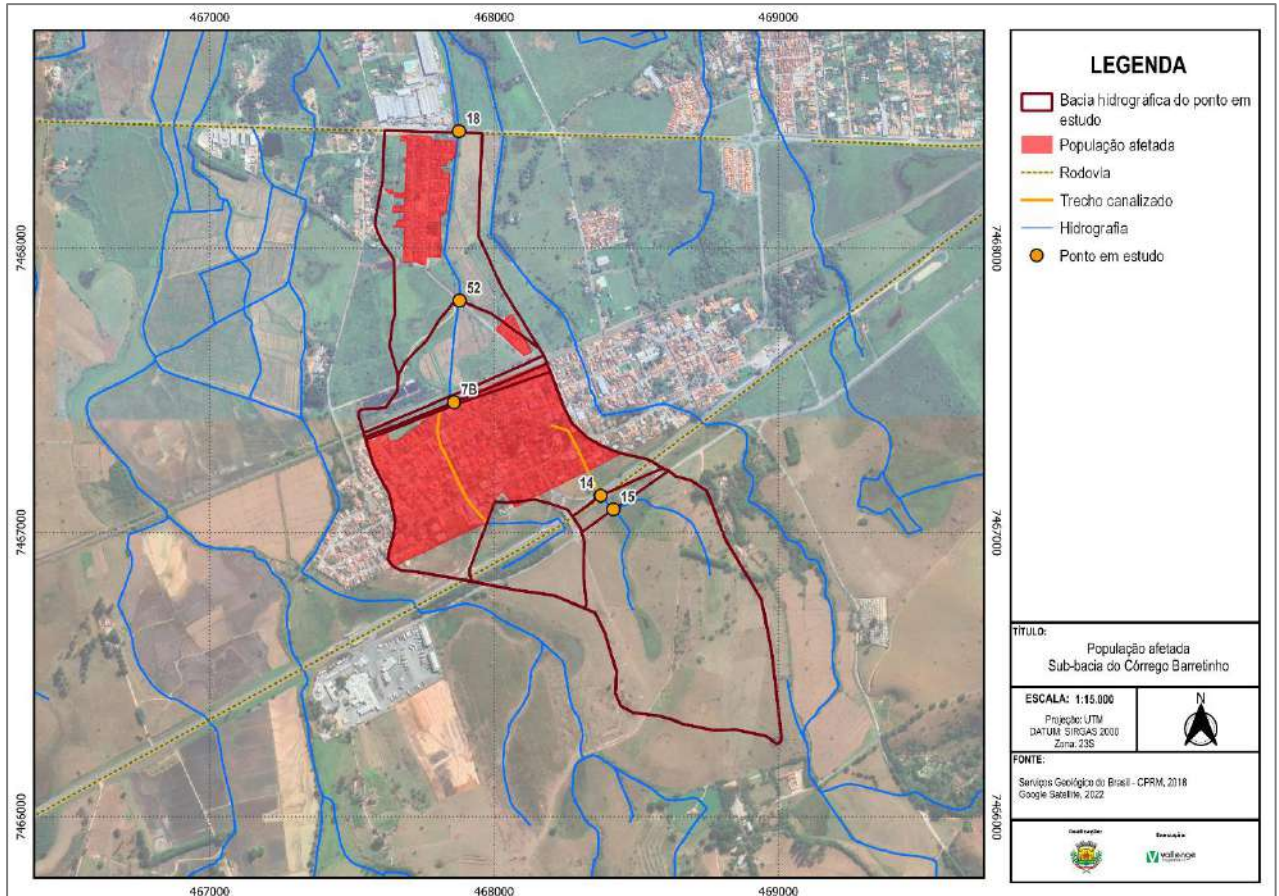 467000
468000
469000
7468000
7467000
7466000
18
52
7B
14
15
7468000
7467000
7466000
467000
468000
469000
LEGENDA
Bacia hidrográfica do ponto em
estudo
População afetada
Rodovia
Trecho canalizado
Hidrografia
Ponto em estudo
TÍTULO:
População afetada
Sub-bacia do Córrego Barretinho
ESCALA: 1:15.000
Projeção: UTM
DATUM: SIRGAS 2000
Zona: 23S
N
FONTE:
Serviços Geológico do Brasil - CPRM, 2018
Google Satellite, 2022
Realização:
Execução:
vallenge